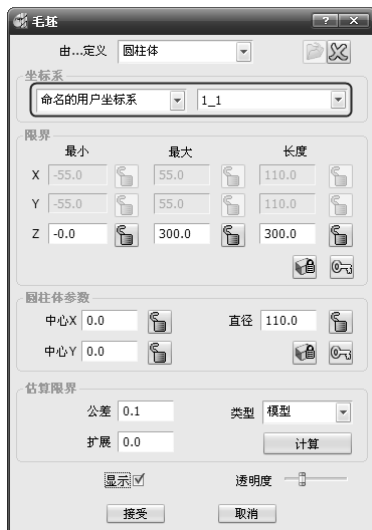 毛坯
由...定义 圆柱体
坐标系
命名的用户坐标系 1_1
限界
最小 最大 长度
X -55.0 55.0 110.0
Y -55.0 55.0 110.0
Z -0.0 300.0 300.0
圆柱体参数
中心X 0.0 直径 110.0
中心Y 0.0
估算限界
公差 0.1 类型 模型
扩展 0.0 计算
显示 透明度
接受 取消